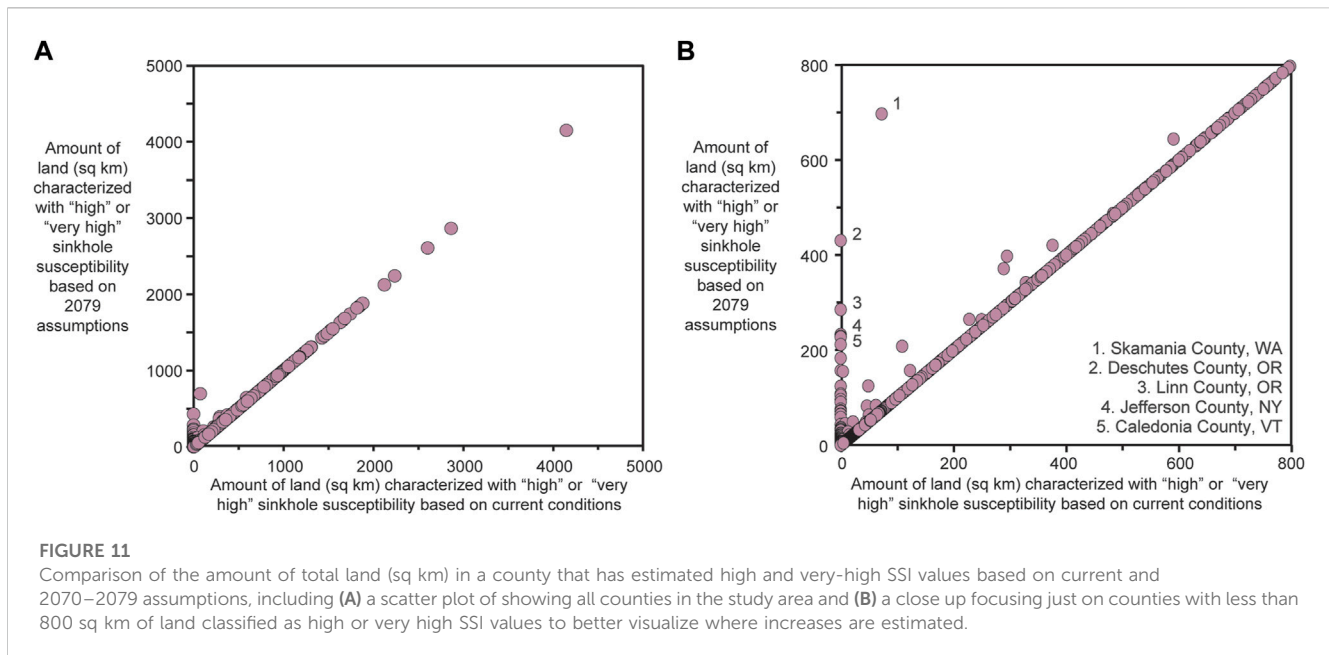 A
Amount of
land (sq km)
characterized
with “high” or
“very high”
sinkhole
susceptibility
based on
2079
assumptions
5000
4000
3000
2000
1000
0
0
1000
2000
3000
4000
5000
Amount of land (sq km) characterized with “high” or “very
high” sinkhole susceptibility based on current conditions
B
Amount of
land (sq km)
characterized
with “high” or
“very high”
sinkhole
susceptibility
based on
2079
assumptions
800
600
400
200
0
1
2
3
4
5
1. Skamania County, WA
2. Deschutes County, OR
3. Linn County, OR
4. Jefferson County, NY
5. Caledonia County, VT
0
200
400
600
800
Amount of land (sq km) characterized with “high” or “very
high” sinkhole susceptibility based on current conditions
FIGURE 11
Comparison of the amount of total land (sq km) in a county that has estimated high and very-high SSI values based on current and
2070–2079 assumptions, including (A) a scatter plot of showing all counties in the study area and (B) a close up focusing just on counties with less than
800 sq km of land classified as high or very high SSI values to better visualize where increases are estimated.